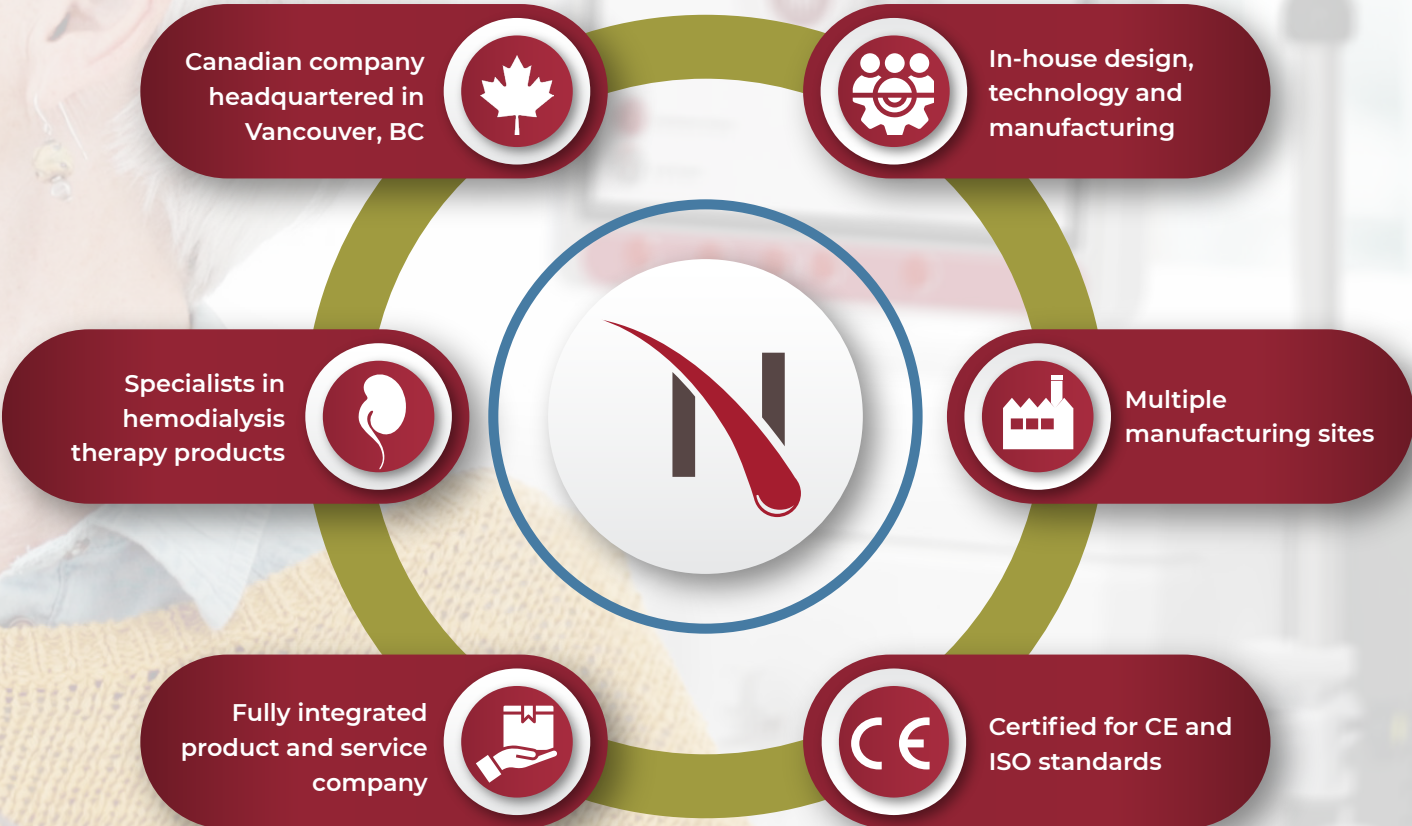 Canadian company
headquartered in
Vancouver, BC
In-house design,
technology and
manufacturing
Specialists in
hemodialysis
therapy products
N
Multiple
manufacturing sites
Fully integrated
product and service
company
CE
Certified for CE and
ISO standards